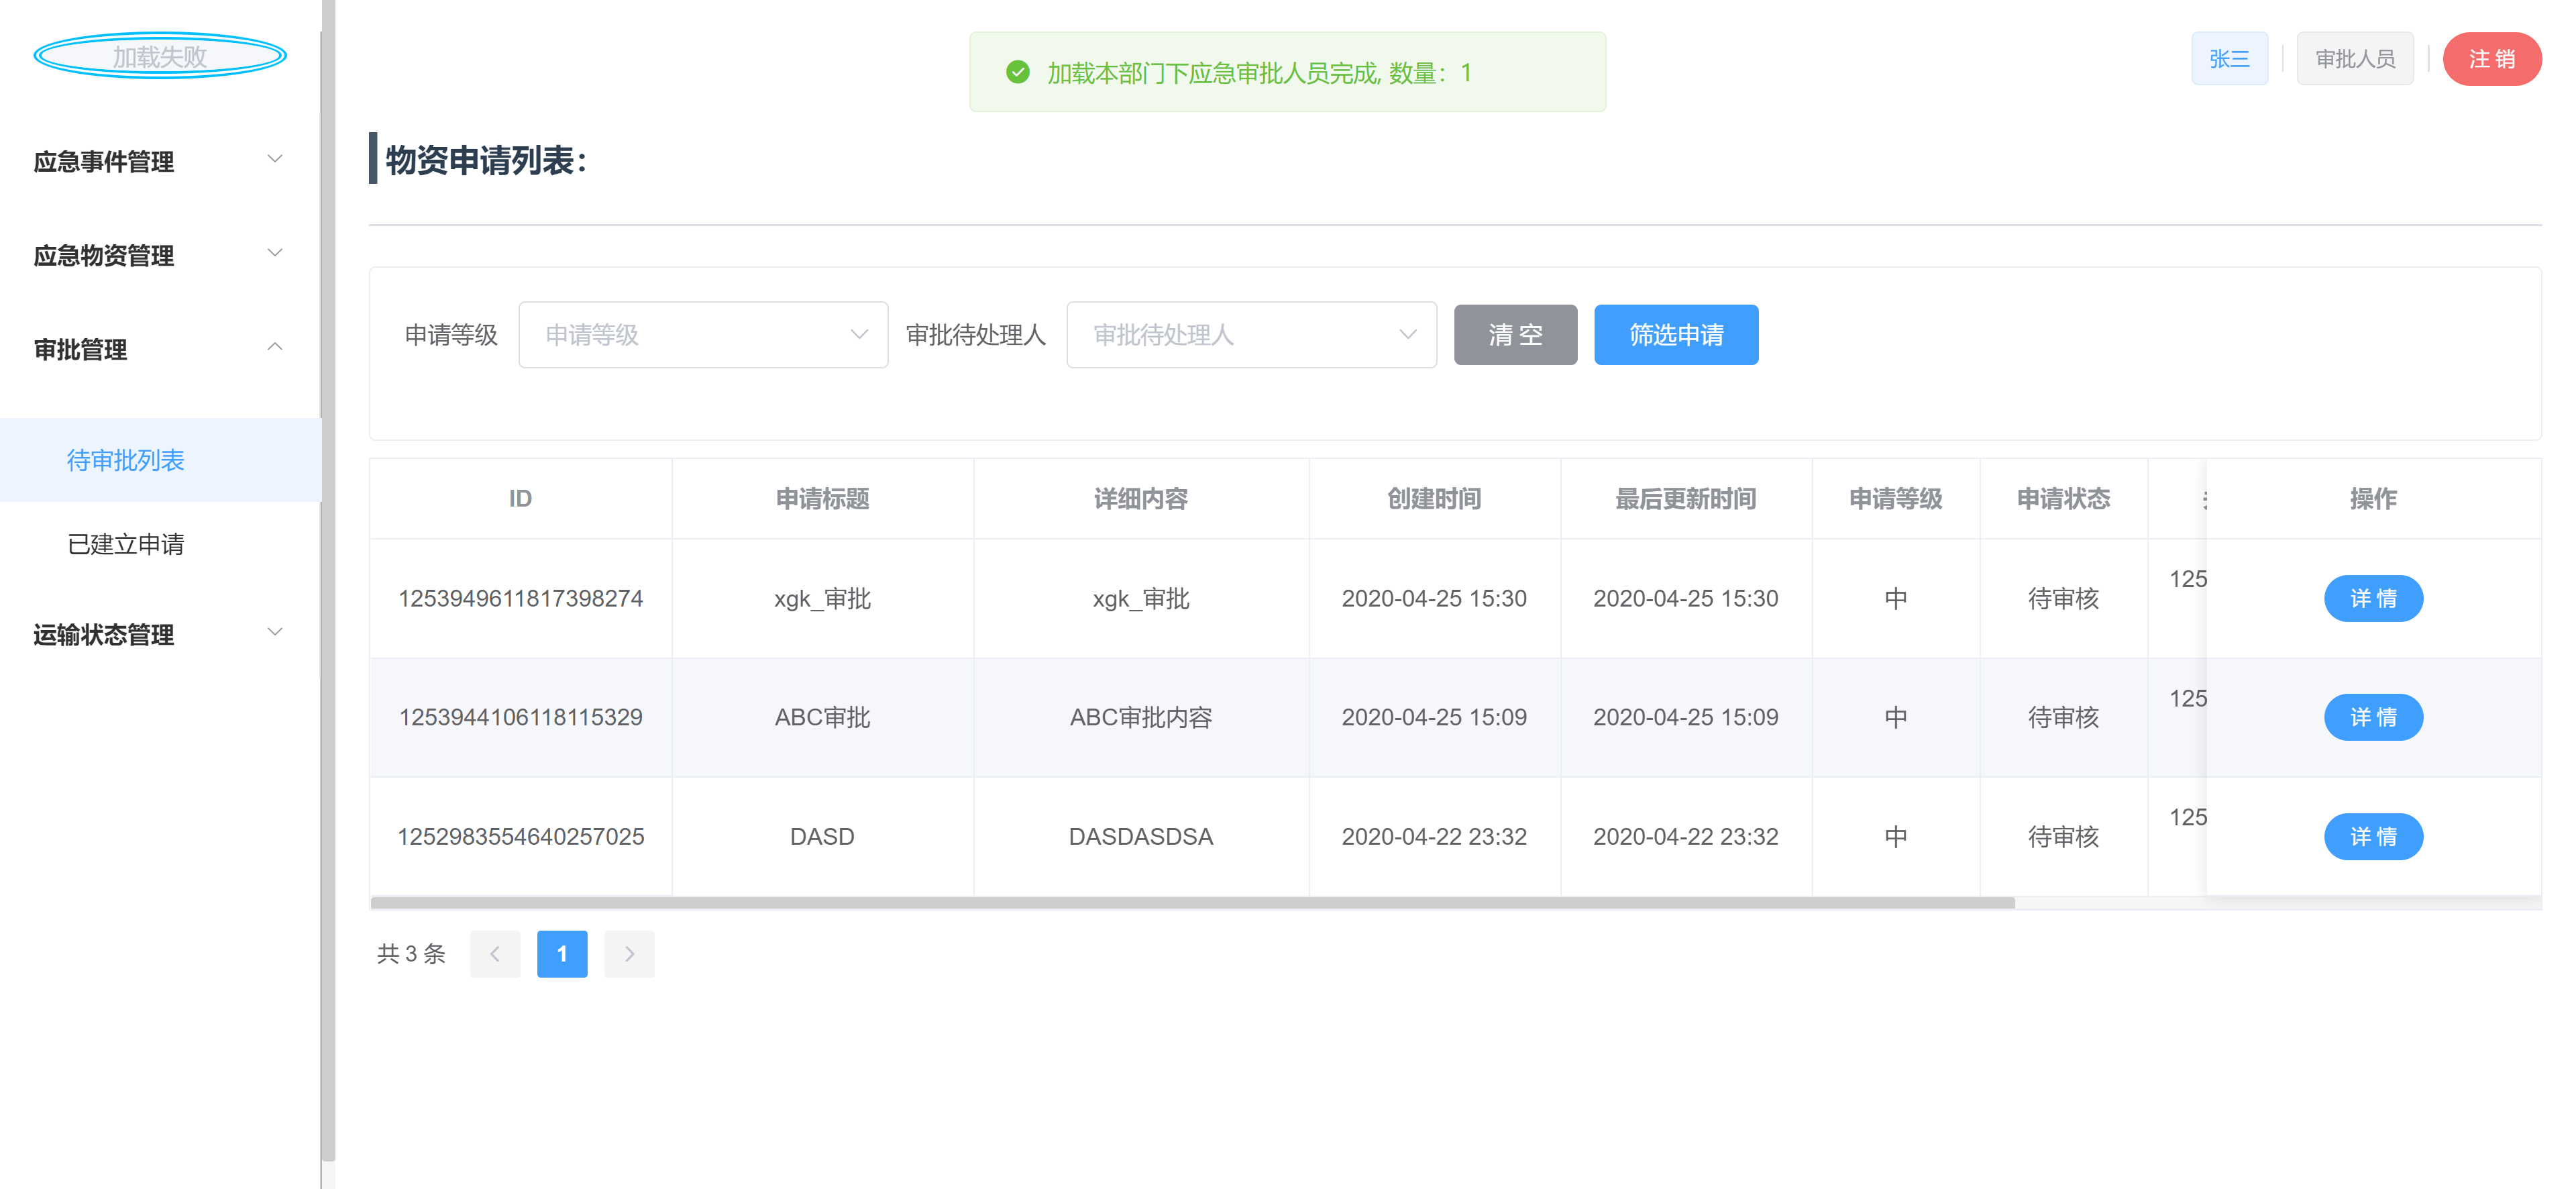 加载失败
加载本部门下应急审批人员完成, 数量：1
张三
审批人员
注 销
应急事件管理
应急物资管理
审批管理
待审批列表
已建立申请
运输状态管理
物资申请列表：
申请等级 申请等级 审批待处理人 审批待处理人 清 空 筛选申请
ID 申请标题 详细内容 创建时间 最后更新时间 申请等级 申请状态 操作
1253949611817398274 xgk_审批 xgk_审批 2020-04-25 15:30 2020-04-25 15:30 中 待审核 125 详 情
1253944106118115329 ABC审批 ABC审批内容 2020-04-25 15:09 2020-04-25 15:09 中 待审核 125 详 情
1252983554640257025 DASD DASDASDSA 2020-04-22 23:32 2020-04-22 23:32 中 待审核 125 详 情
共 3 条 1